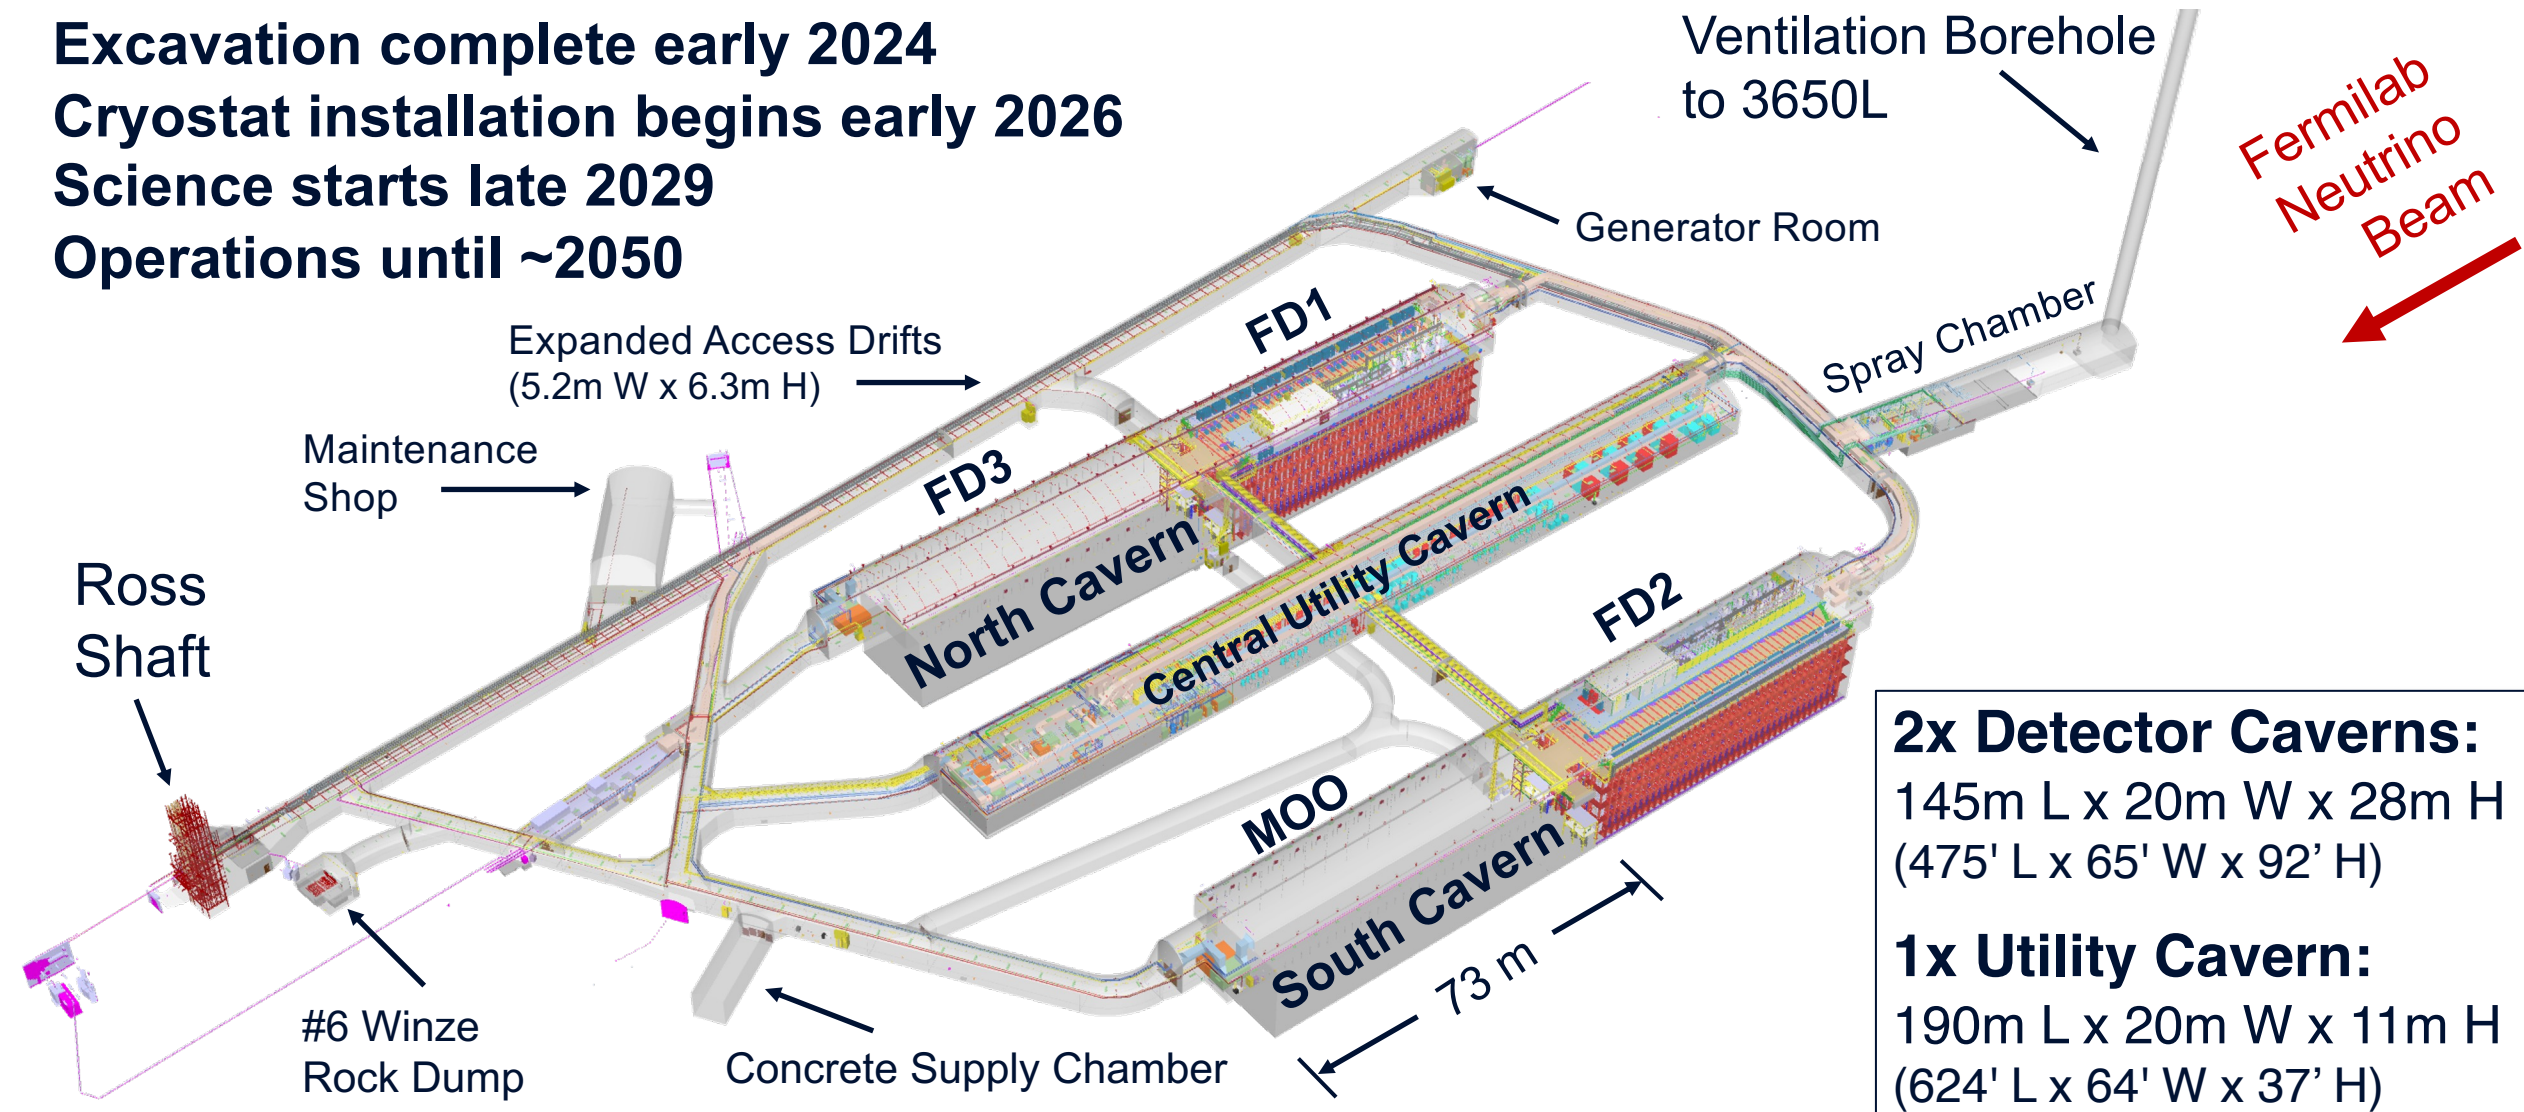 Excavation complete early 2024
Cryostat installation begins early 2026
Science starts late 2029
Operations until ~2050
Ventilation Borehole
to 3650L
Fermilab
Neutrino
Beam
Generator Room
Spray Chamber
Expanded Access Drifts
(5.2m W x 6.3m H)
FD1
Maintenance
Shop
FD3
North Cavern
Central Utility Cavern
FD2
Ross
Shaft
MOO
South Cavern
73 m
#6 Winze
Rock Dump
Concrete Supply Chamber
2x Detector Caverns:
145m L x 20m W x 28m H
(475' L x 65' W x 92’ H)
1x Utility Cavern:
190m L x 20m W x 11m H
(624' L x 64' W x 37’ H)